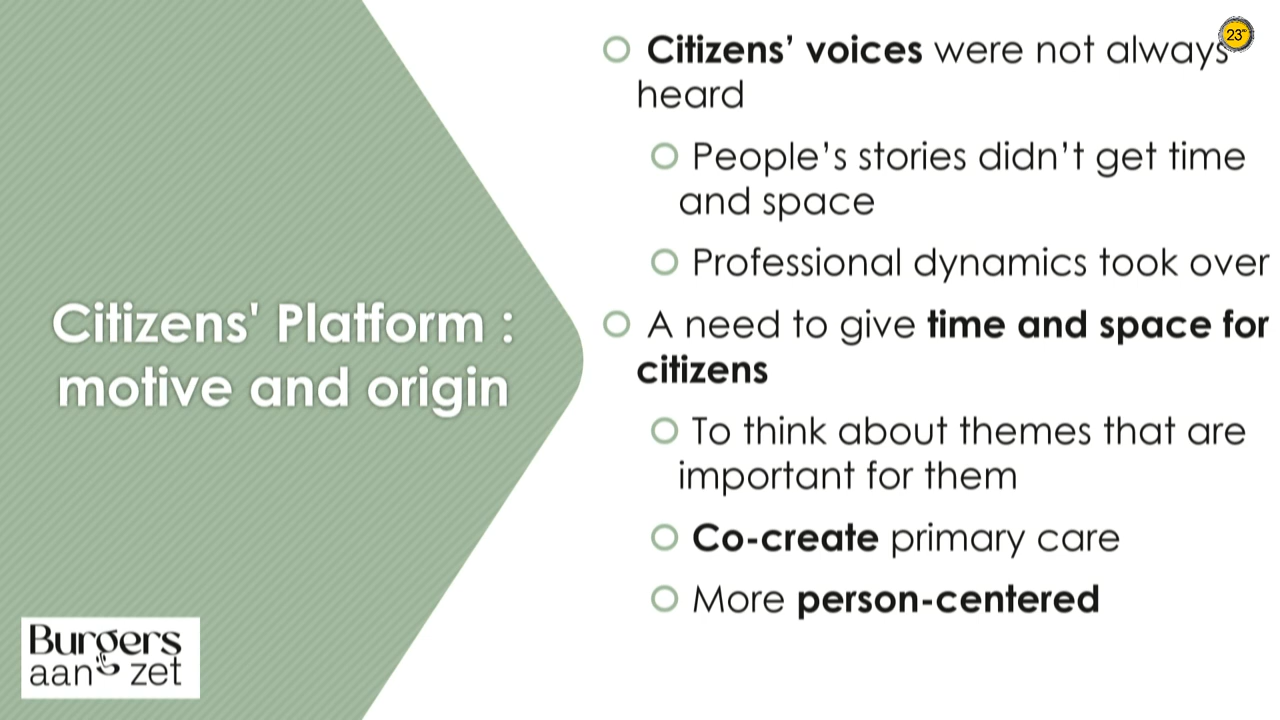 Citizens' Platform :
motive and origin
Burgers
aan zet
Citizens’ voices were not always
heard
People’s stories didn’t get time
and space
Professional dynamics took over
A need to give time and space for
citizens
To think about themes that are
important for them
Co-create primary care
More person-centered
23"